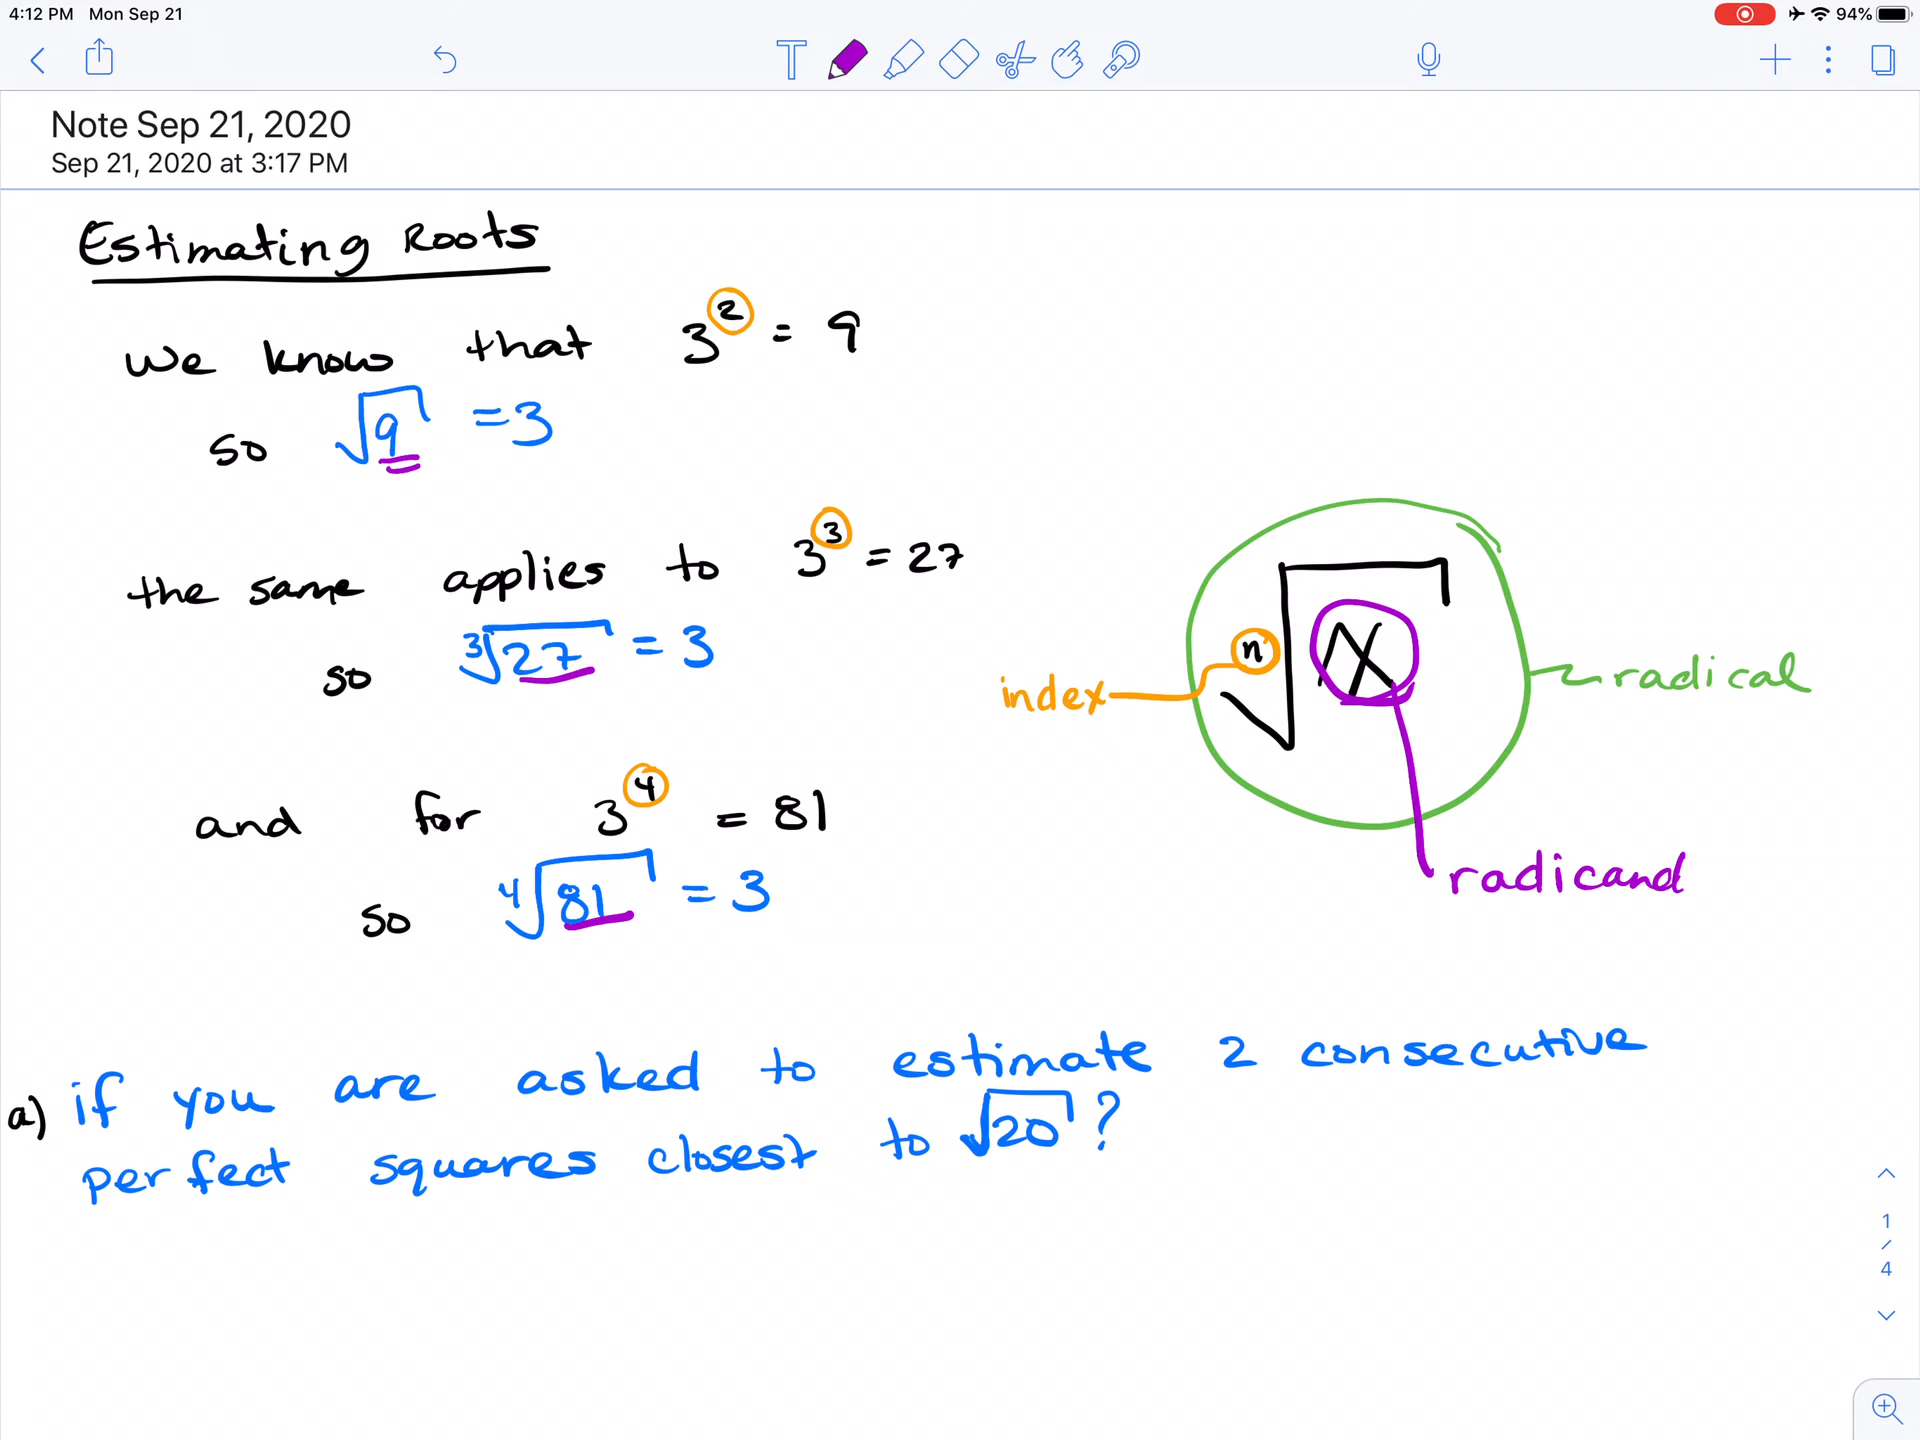 4:12 PM Mon Sep 21
94%
T
Note Sep 21, 2020
Sep 21, 2020 at 3:17 PM
Estimating Roots
We know that 3² = 9
so √9 = 3
the same applies to 3³ = 27
so ³√27 = 3
and for 3⁴ = 81
so ⁴√81 = 3
n
x
index
radical
radicand
a) if you are asked to estimate 2 consecutive
perfect squares closest to √20?
1
/
4